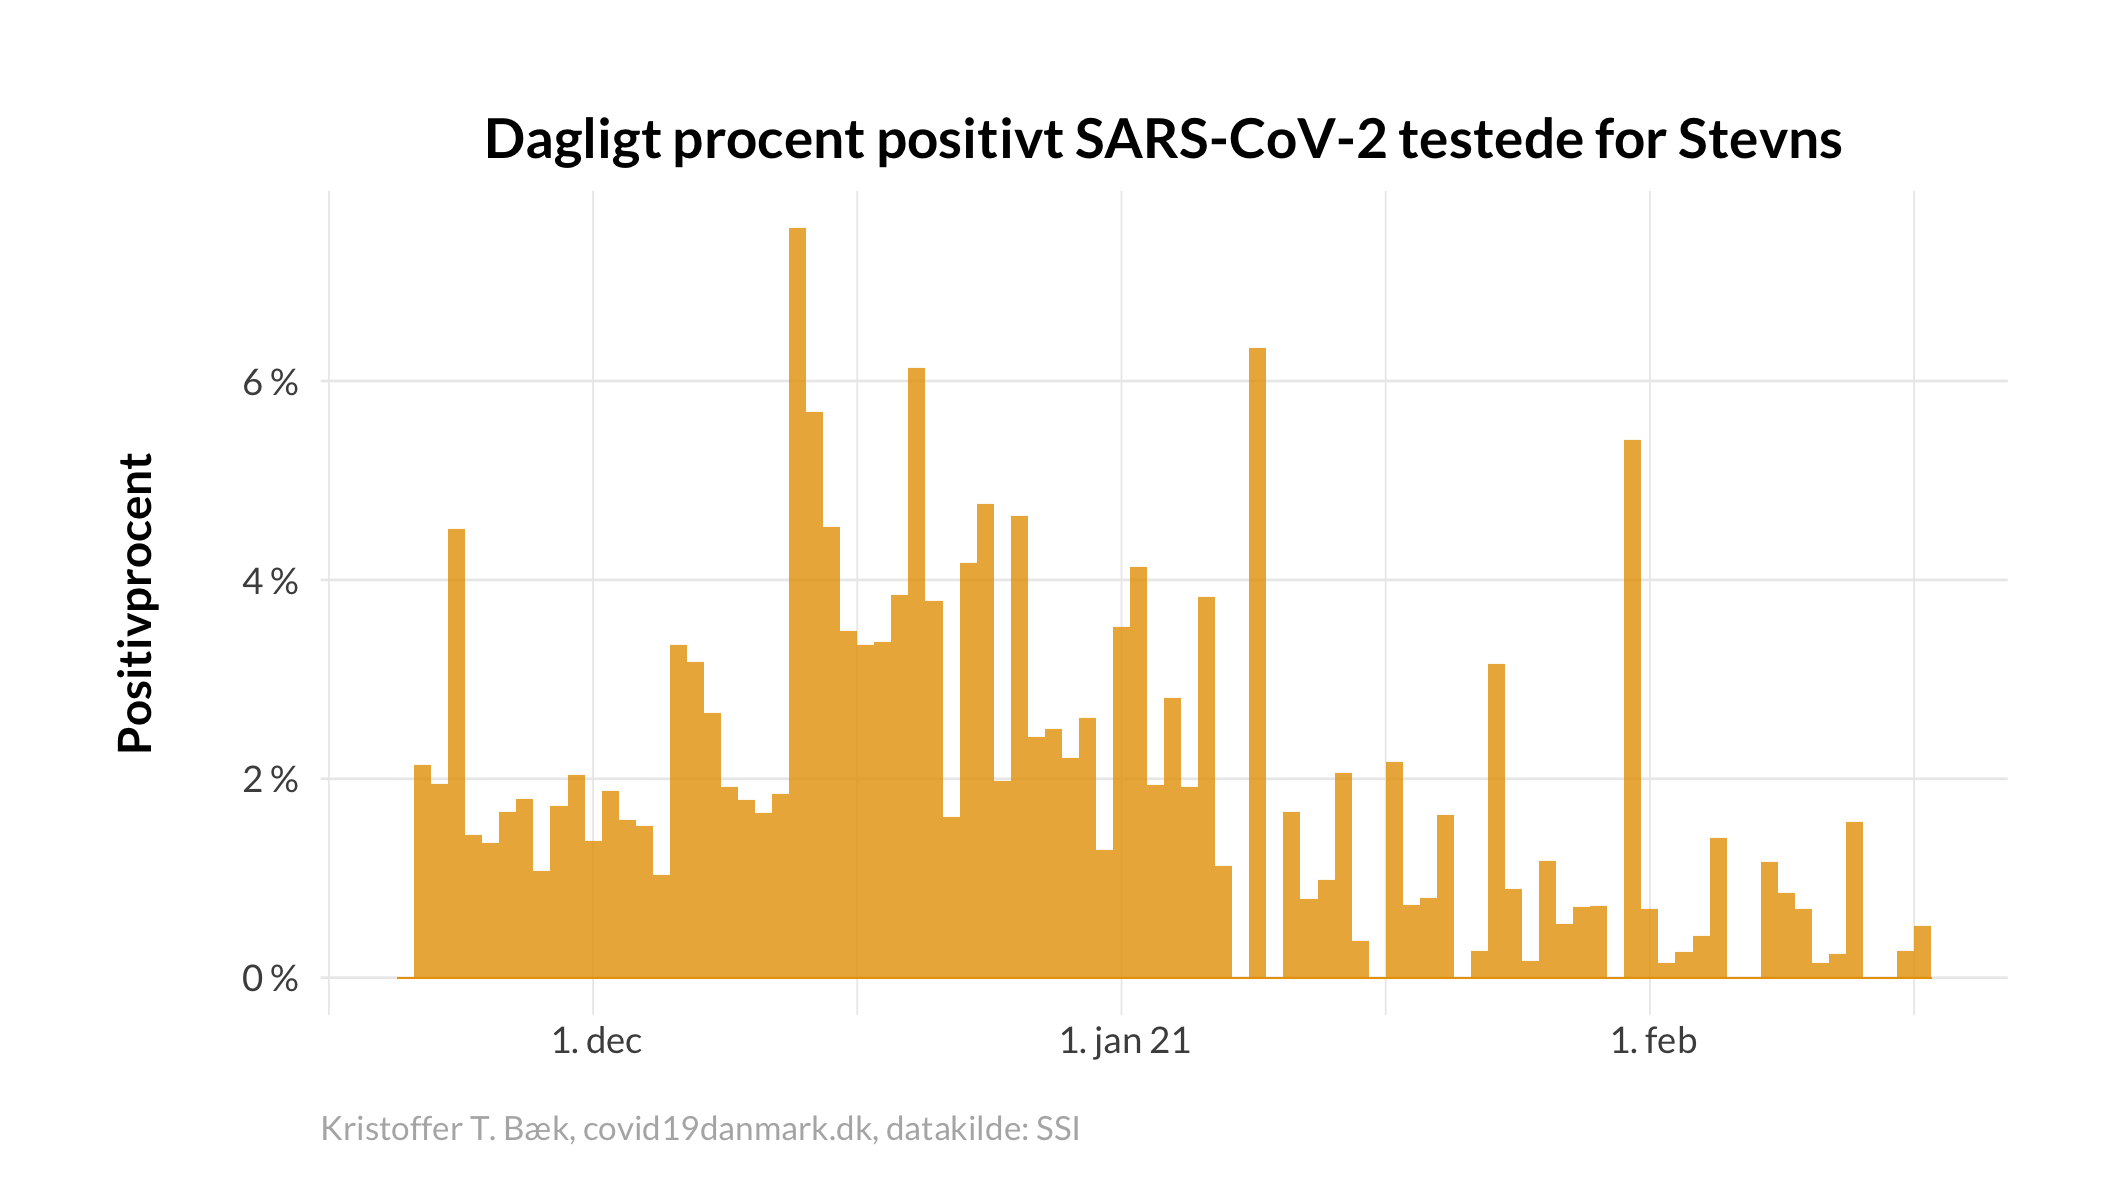 Dagligt procent positivt SARS-CoV-2 testede for Stevns
Positivprocent
6 %
4 %
2 %
0 %
1. dec
1. jan 21
1. feb
Kristoffer T. Bæk, covid19danmark.dk, datakilde: SSI